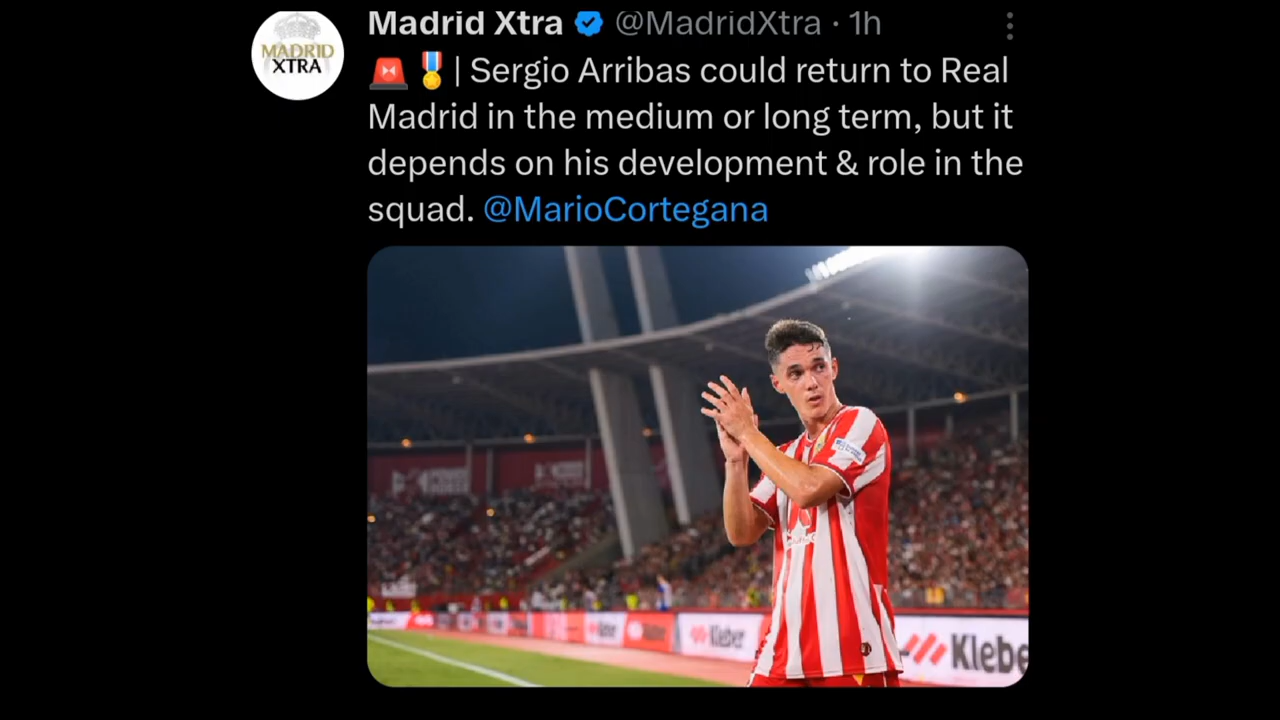 Madrid Xtra @MadridXtra · 1h
MADRID
XTRA
🚨🎖️| Sergio Arribas could return to Real
Madrid in the medium or long term, but it
depends on his development & role in the
squad. @MarioCortegana
Kleber
Klebe